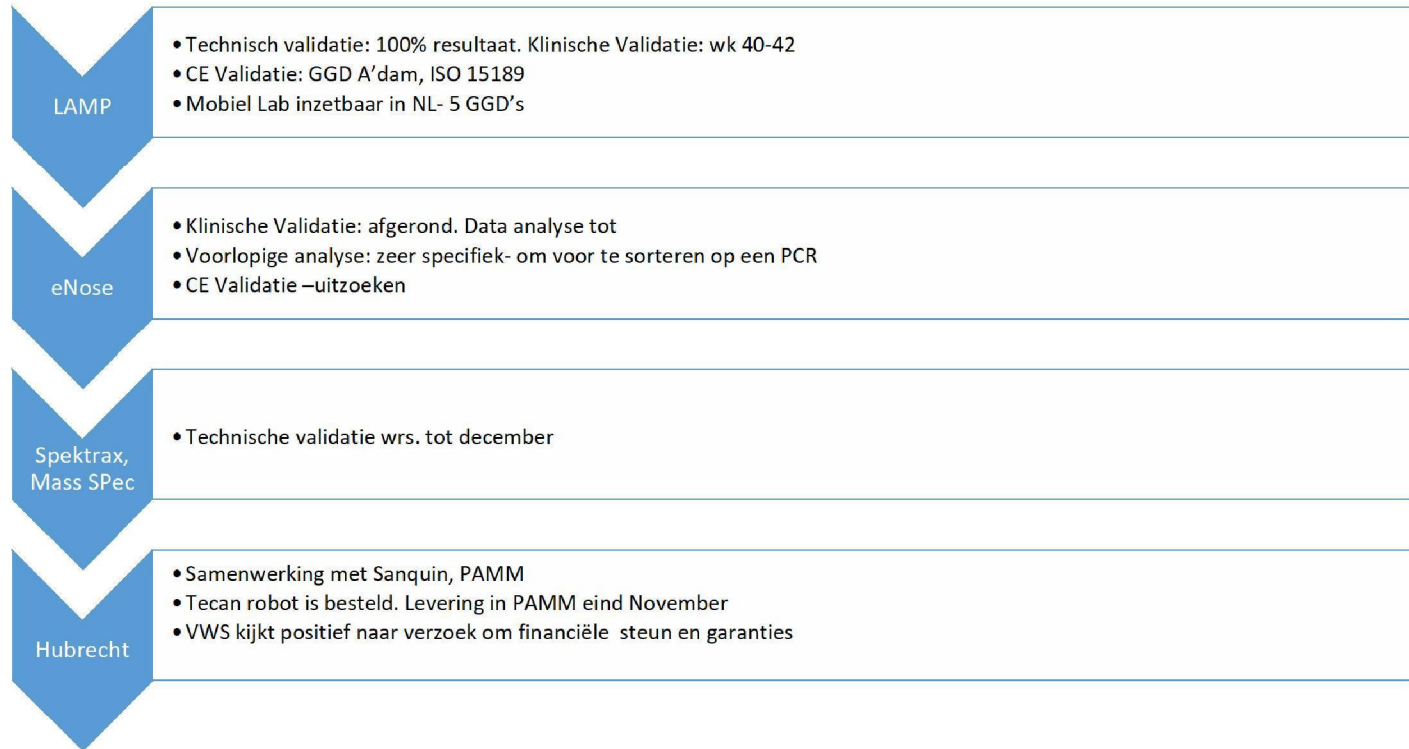 LAMP
• Technisch validatie: 100% resultaat. Klinische Validatie: wk 40-42
• CE Validatie: GGD A’dam, ISO 15189
• Mobiel Lab inzetbaar in NL- 5 GGD’s
eNose
• Klinische Validatie: afgerond. Data analyse tot
• Voorlopige analyse: zeer specifiek- om voor te sorteren op een PCR
• CE Validatie –uitzoeken
Spektrax,
Mass SPec
• Technische validatie wrs. tot december
Hubrecht
• Samenwerking met Sanquin, PAMM
• Tecan robot is besteld. Levering in PAMM eind November
• VWS kijkt positief naar verzoek om financiële steun en garanties